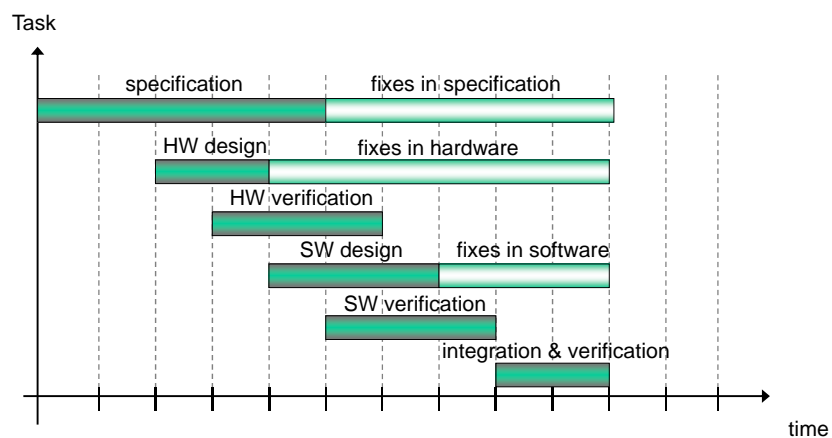 Task
specification
fixes in specification
HW design
fixes in hardware
HW verification
SW design
fixes in software
SW verification
integration & verification
time